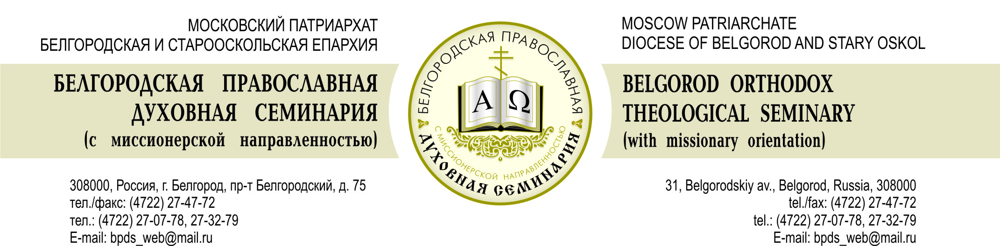 МОСКОВСКИЙ ПАТРИАРХАТ
БЕЛГОРОДСКАЯ И СТАРООСКОЛЬСКАЯ ЕПАРХИЯ
БЕЛГОРОДСКАЯ ПРАВОСЛАВНАЯ
ДУХОВНАЯ СЕМИНАРИЯ
(с миссионерской направленностью)
308000, Россия, г. Белгород, пр-т Белгородский, д. 75
тел./факс: (4722) 27-47-72
тел.: (4722) 27-07-78, 27-32-79
E-mail: bpds_web@mail.ru
БЕЛГОРОДСКАЯ ПРАВОСЛАВНАЯ
Α Ω
С МИССИОНЕРСКОЙ НАПРАВЛЕННОСТЬЮ
ДУХОВНАЯ СЕМИНАРИЯ
MOSCOW PATRIARCHATE
DIOCESE OF BELGOROD AND STARY OSKOL
BELGOROD ORTHODOX
THEOLOGICAL SEMINARY
(with missionary orientation)
31, Belgorodskiy av., Belgorod, Russia, 308000
tel./fax: (4722) 27-47-72
tel.: (4722) 27-07-78, 27-32-79
E-mail: bpds_web@mail.ru